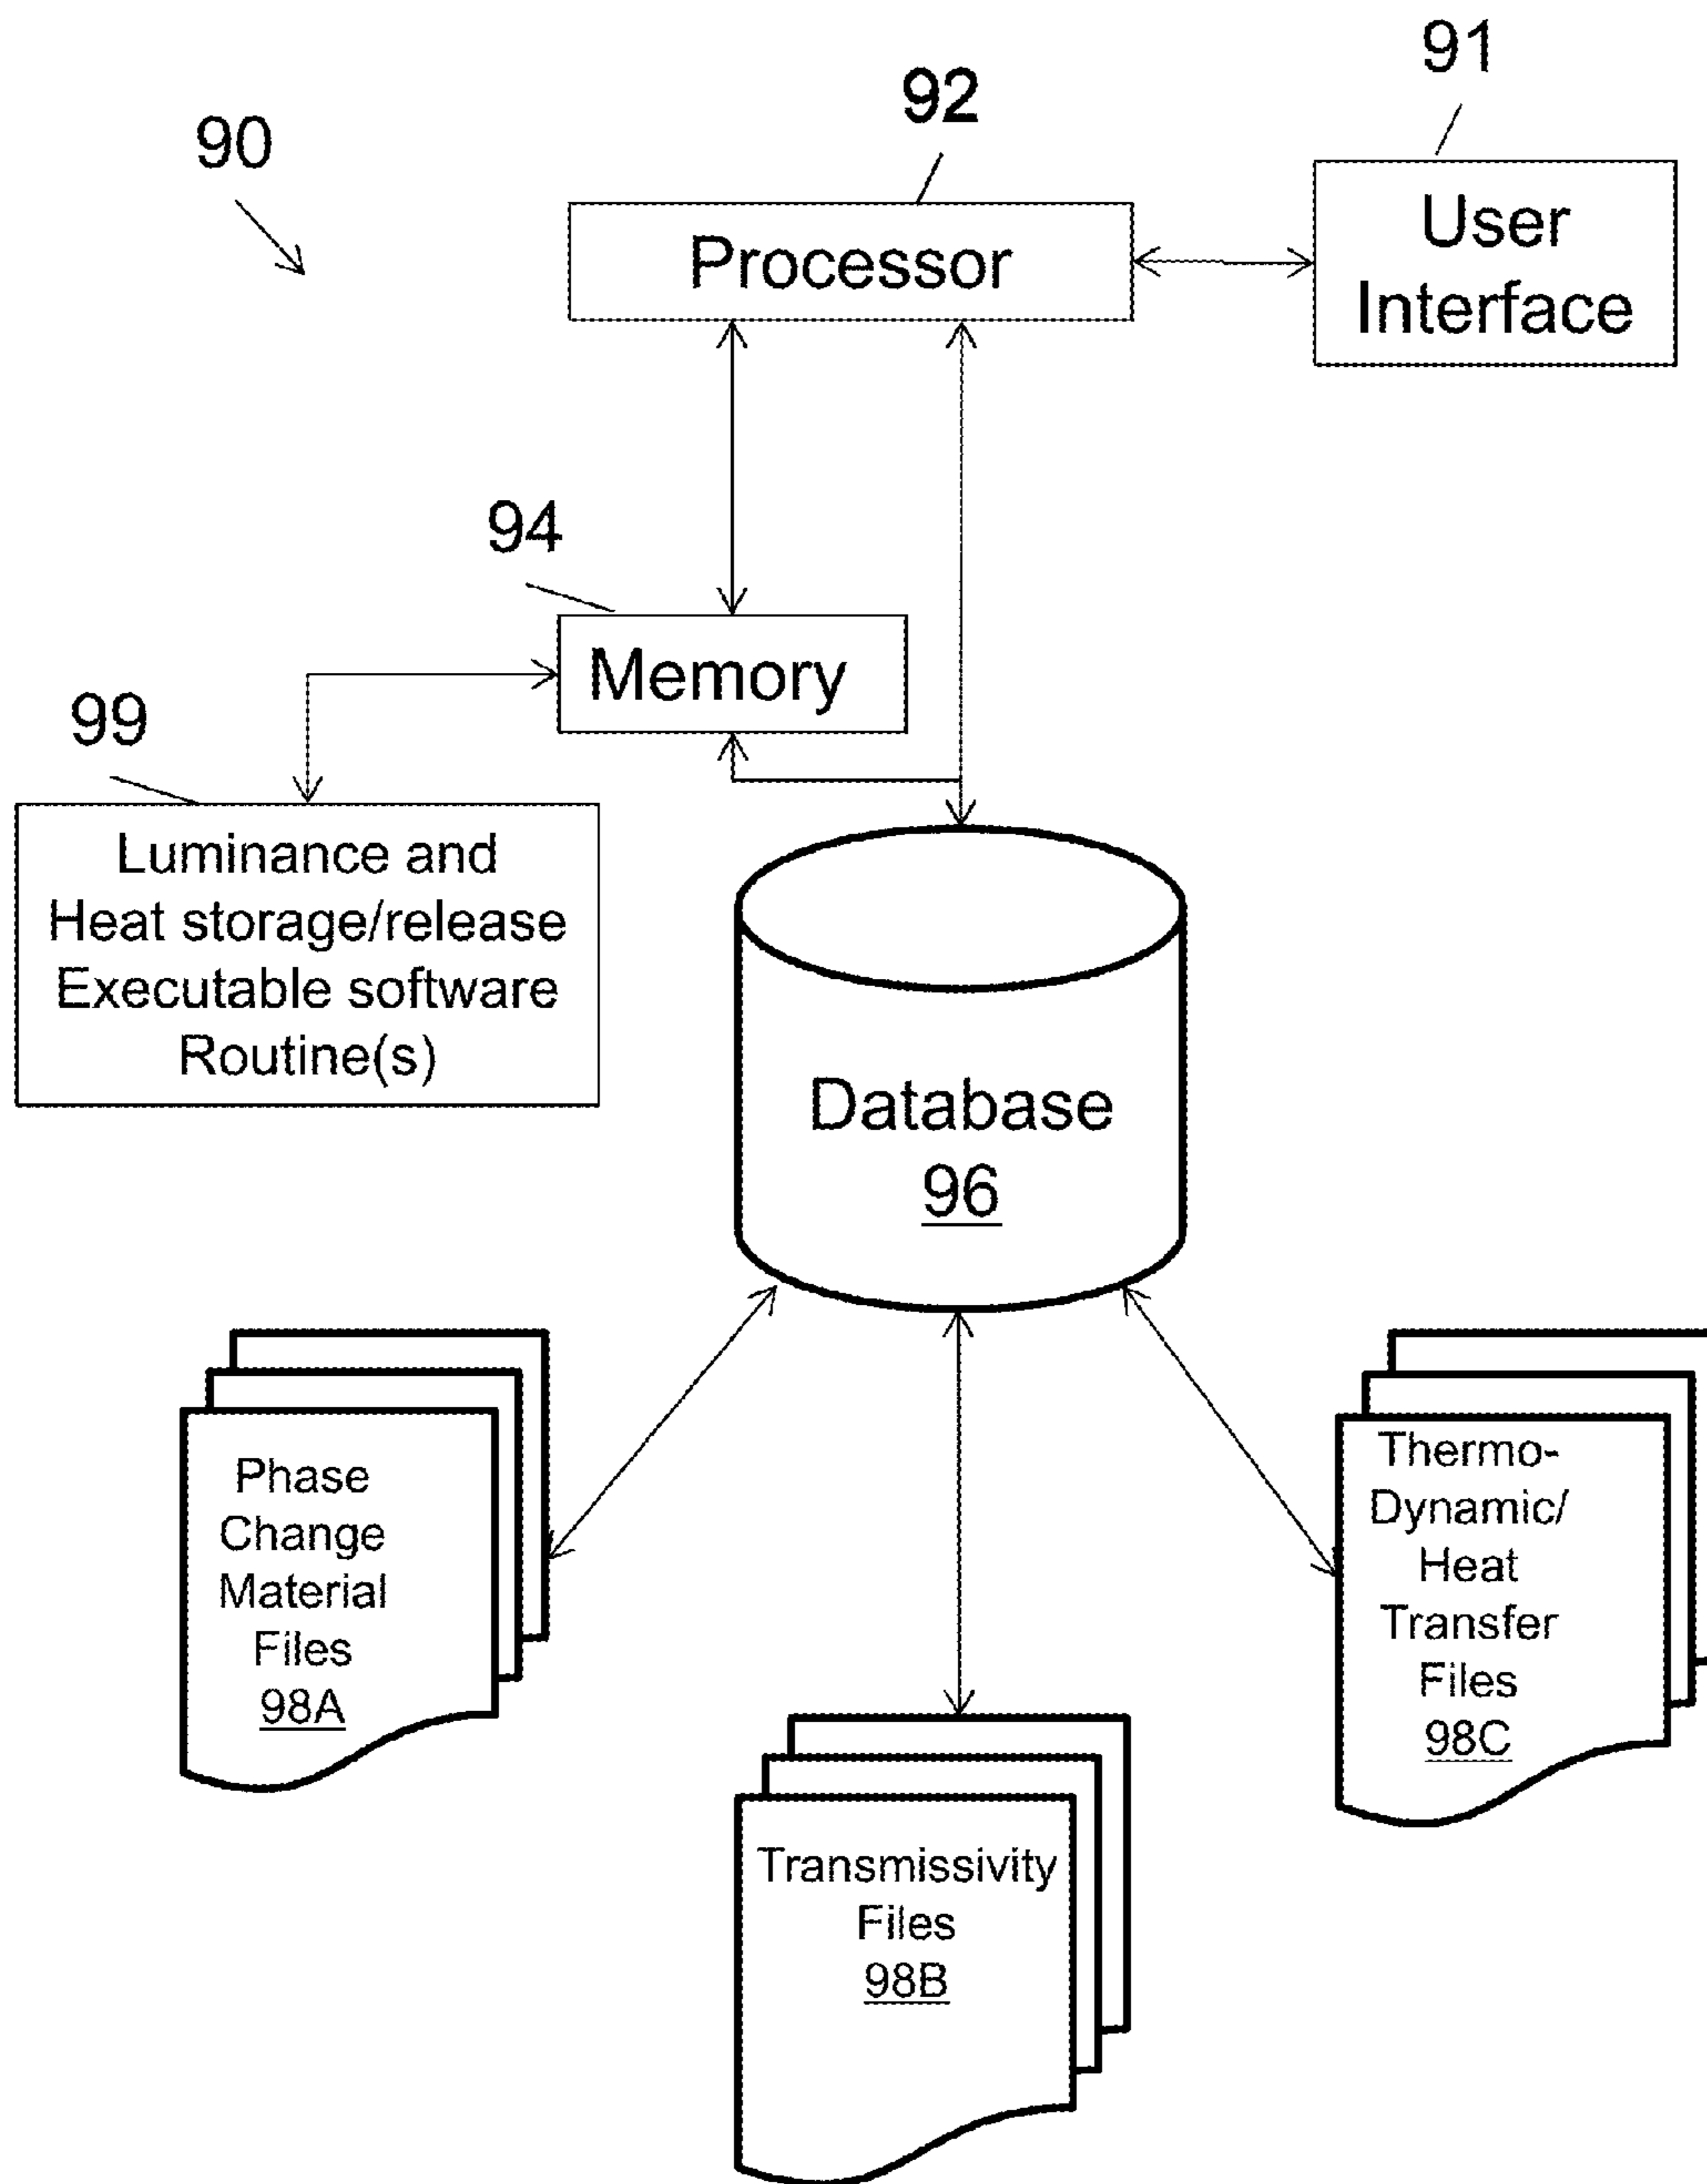 91
92
90
User
Interface
Processor
94
Memory
99
Luminance and
Heat storage/release
Executable software
Routine(s)
Database
96
Phase
Change
Material
Files
98A
Thermo-
Dynamic/
Heat
Transfer
Files
98C
Transmissivity
Files
98B